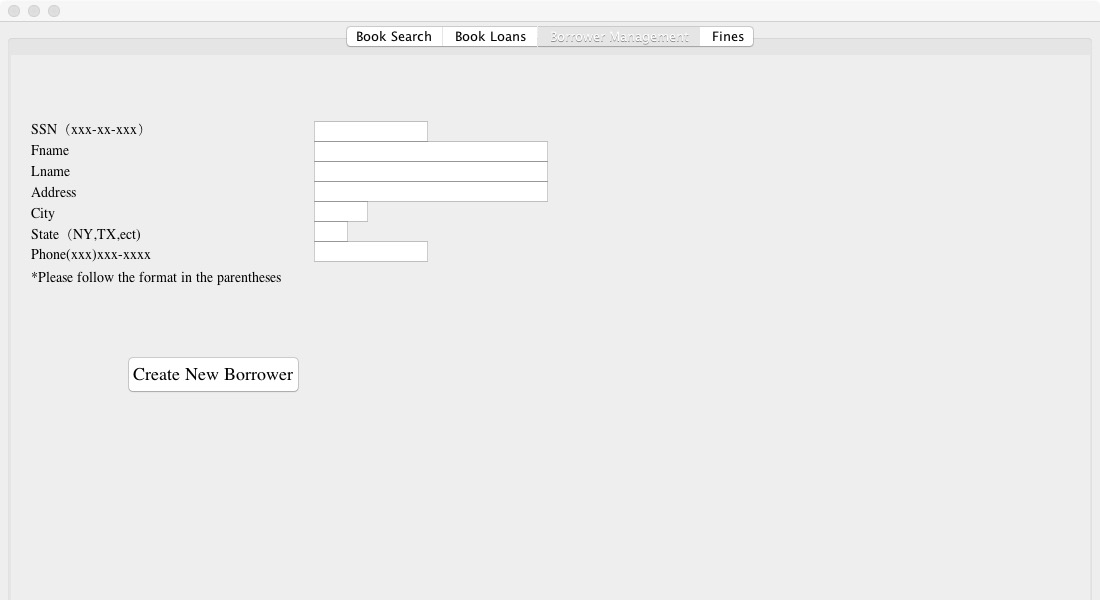 Book Search Book Loans Borrower Management Fines
SSN（xxx-xx-xxx）
Fname
Lname
Address
City
State（NY,TX,ect)
Phone(xxx)xxx-xxxx
*Please follow the format in the parentheses
Create New Borrower